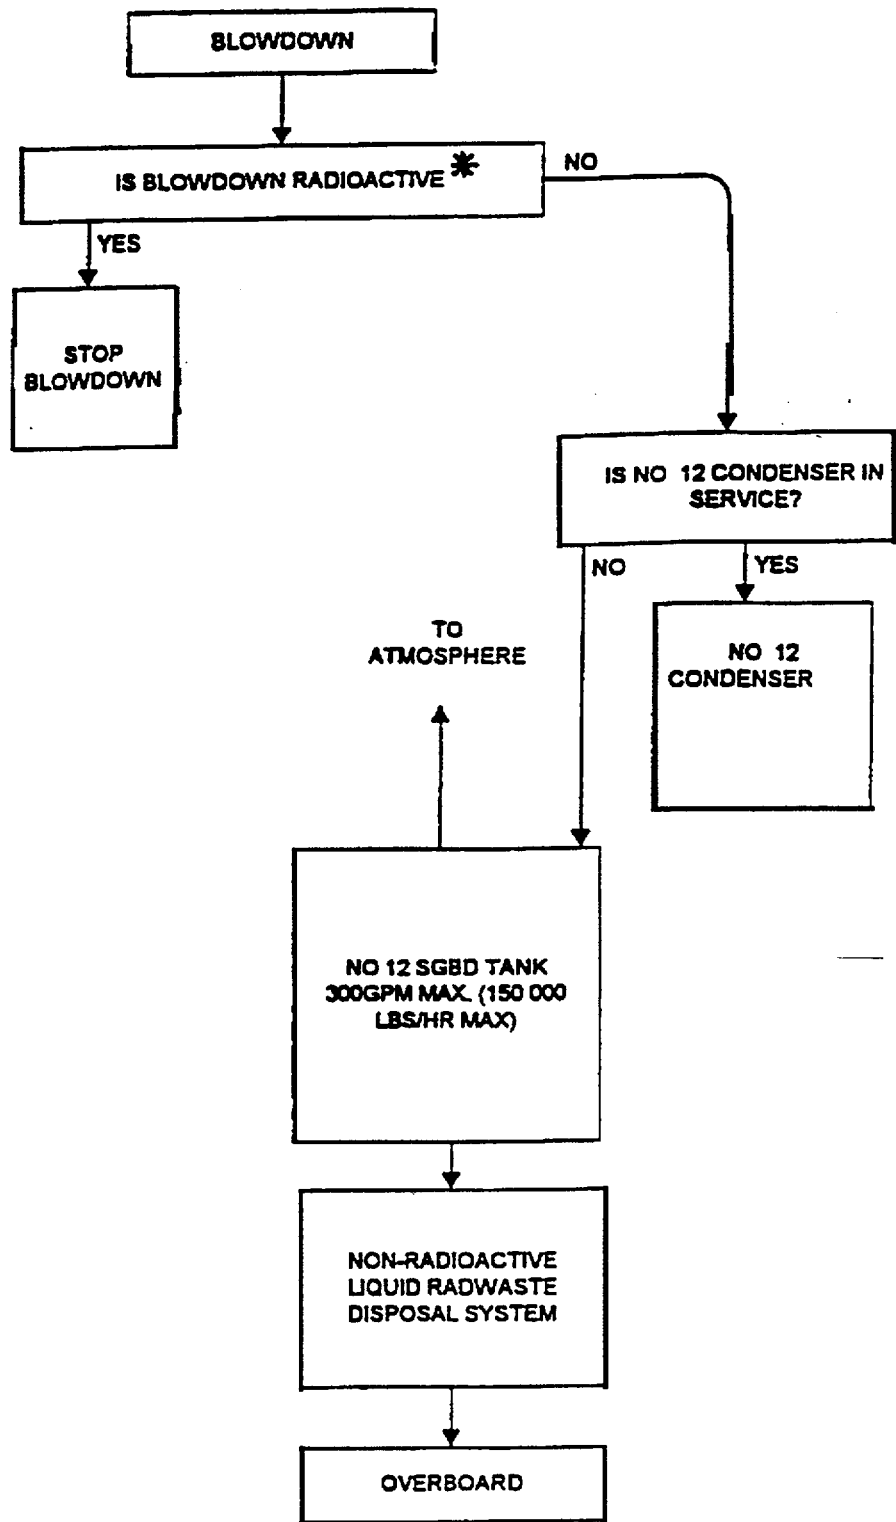 BLOWDOWN
IS BLOWDOWN RADIOACTIVE *
NO
YES
STOP
BLOWDOWN
IS NO 12 CONDENSER IN
SERVICE?
NO
YES
TO
ATMOSPHERE
NO 12
CONDENSER
NO 12 SGBD TANK
300GPM MAX. (150 000
LBS/HR MAX)
NON-RADIOACTIVE
LIQUID RADWASTE
DISPOSAL SYSTEM
OVERBOARD